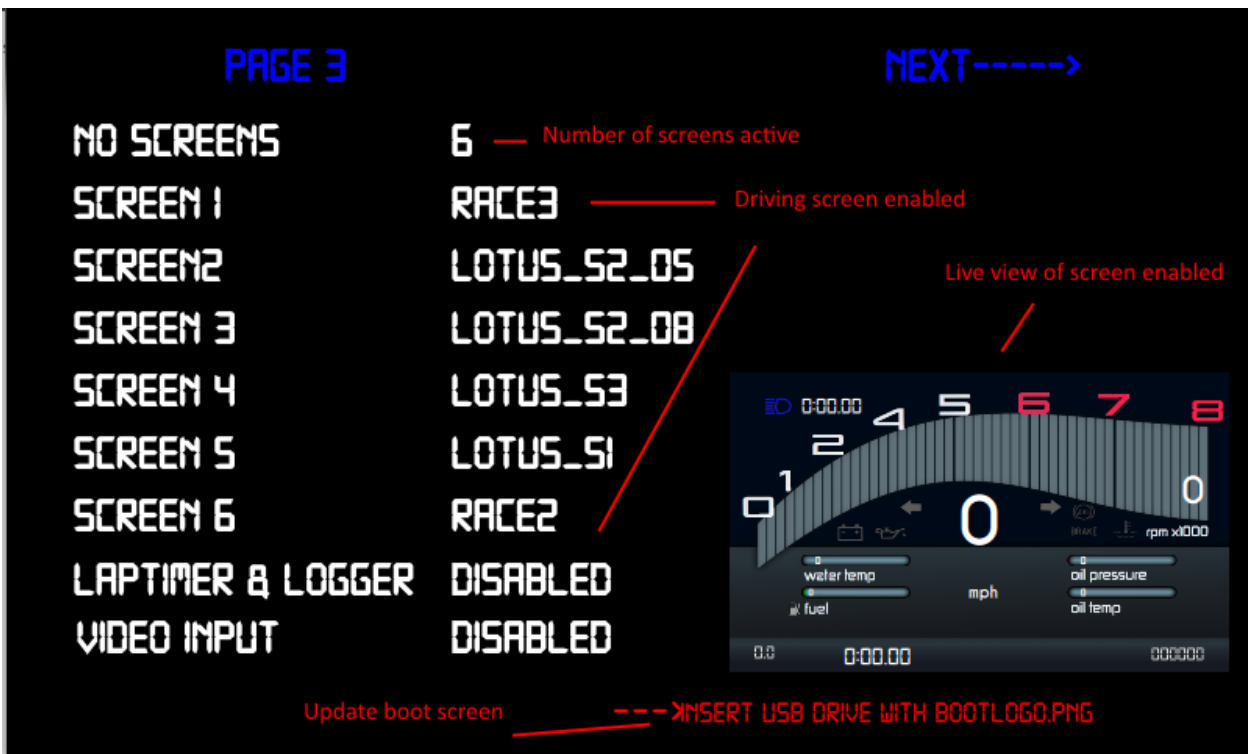 PAGE 3 NEXT----->
NO SCREENS 6 Number of screens active
SCREEN 1 RACE3 Driving screen enabled
SCREEN2 LOTUS_S2_05
Live view of screen enabled
SCREEN 3 LOTUS_S2_08
SCREEN 4 LOTUS_S3
SCREEN 5 LOTUS_S1
SCREEN 6 RACE2
LAPTIMER & LOGGER DISABLED
VIDEO INPUT DISABLED
0:00.00
0 1 2 4 5 6 7 8
0
0
BRAKE
rpm x1000
water temp
oil pressure
mph
fuel
oil temp
0.0 0:00.00 000000
Update boot screen --->INSERT USB DRIVE WITH BOOTLOGO.PNG